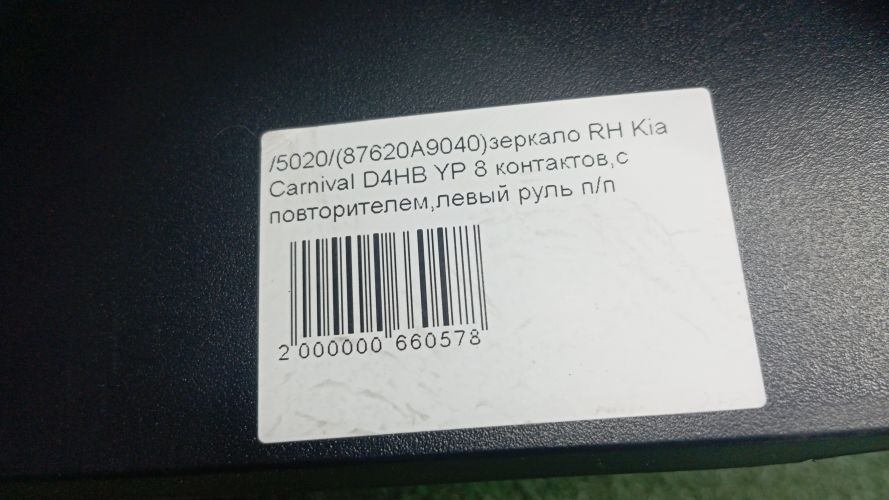 /5020/(87620A9040)зеркало RH Kia
Carnival D4HB YP 8 контактов,с
повторителем,левый руль п/п
2 000000 660578